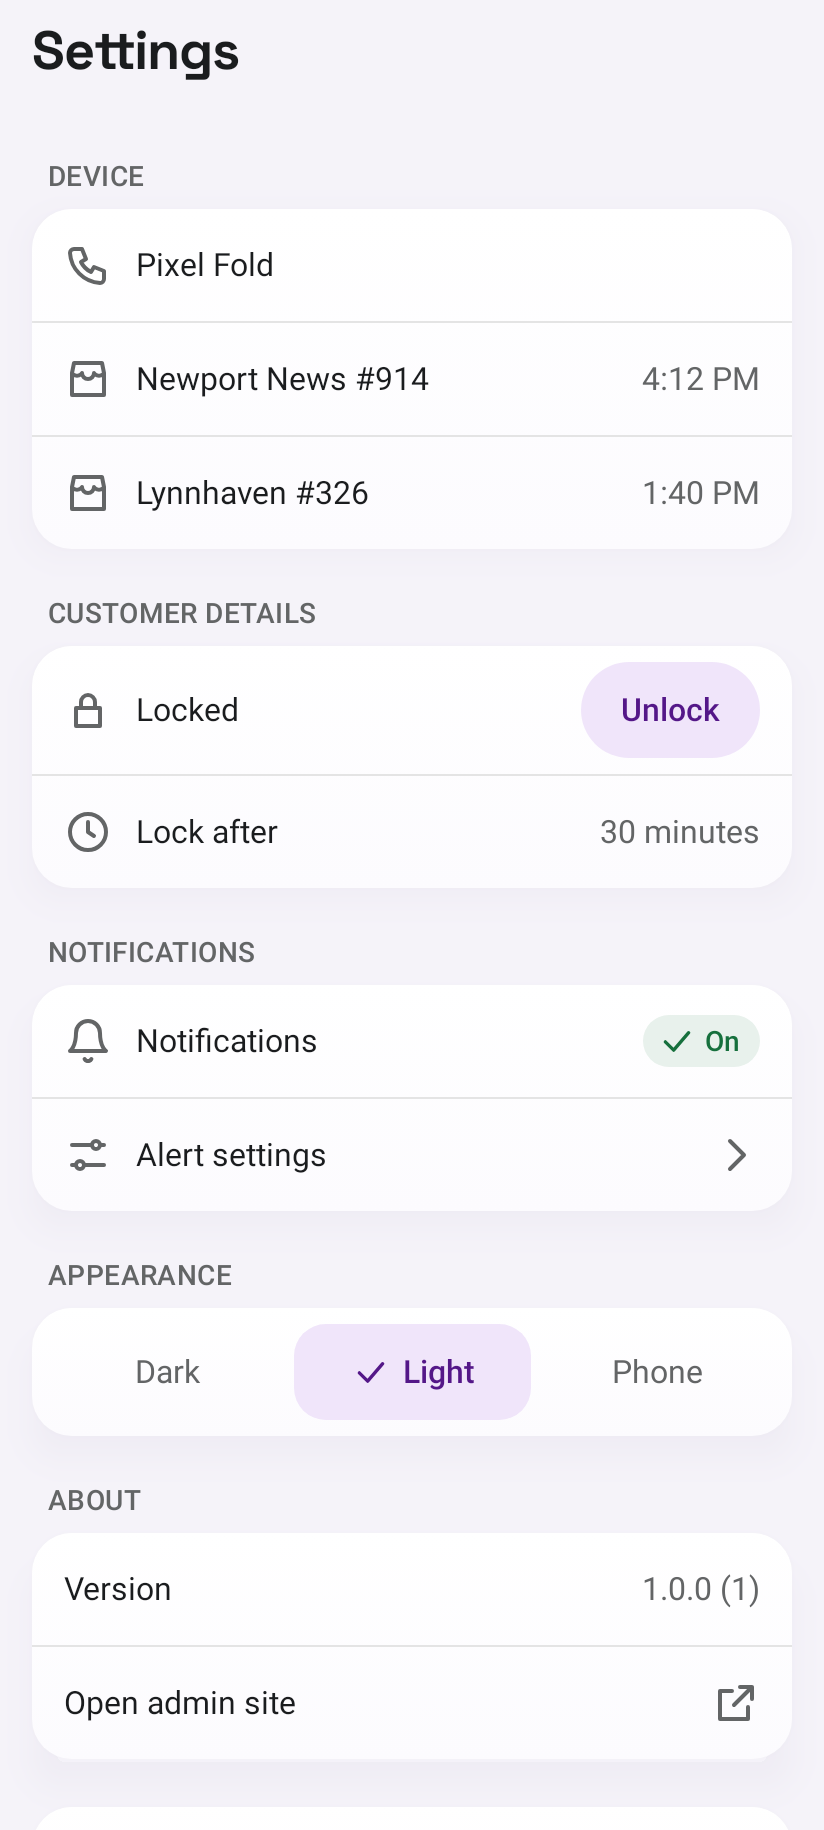 Settings
DEVICE
Pixel Fold
Newport News #914 4:12 PM
Lynnhaven #326 1:40 PM
CUSTOMER DETAILS
Locked Unlock
Lock after 30 minutes
NOTIFICATIONS
Notifications On
Alert settings
APPEARANCE
Dark Light Phone
ABOUT
Version 1.0.0 (1)
Open admin site